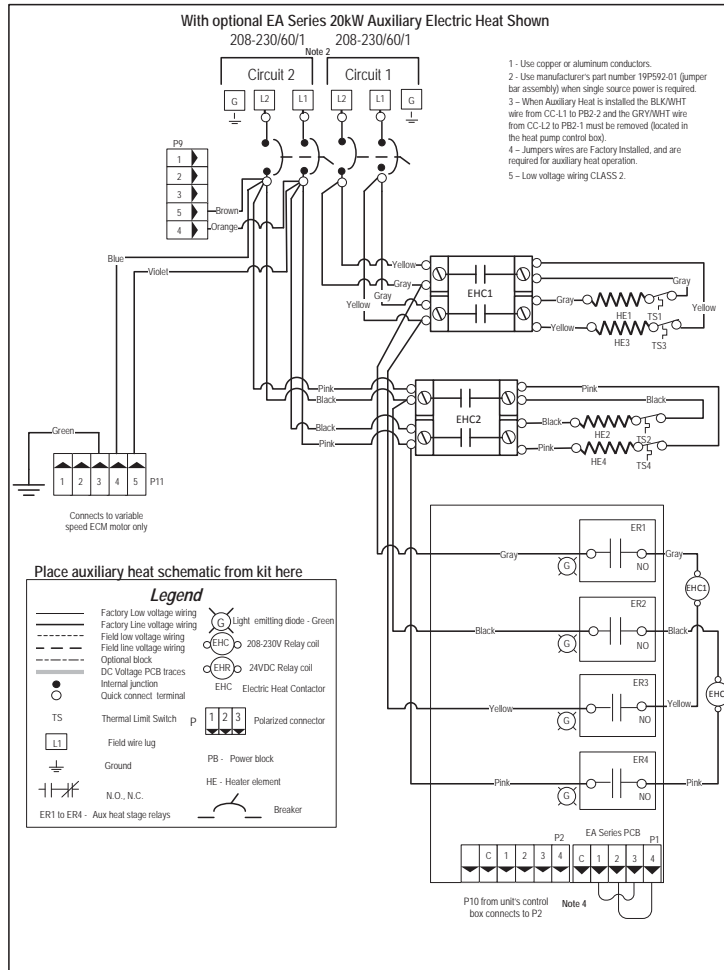 With optional EA Series 20kW Auxiliary Electric Heat Shown
208-230/60/1 Note 2 208-230/60/1
Circuit 2 Circuit 1
G L2 L1 L2 L1 G
1 - Use copper or aluminum conductors.
2 - Use manufacturer's part number 19P592-01 (jumper
bar assembly) when single source power is required.
3 – When Auxiliary Heat is installed the BLK/WHT
wire from CC-L1 to PB2-2 and the GRY/WHT wire
from CC-L2 to PB2-1 must be removed (located in
the heat pump control box).
4 – Jumpers wires are Factory Installed, and are
required for auxiliary heat operation.
5 – Low voltage wiring CLASS 2.
P9
1
2
3
5
4
Brown
Orange
Blue
Violet
Yellow
Gray
Gray
Yellow
EHC1
Gray
Gray
Yellow
Yellow
HE1
TS1
HE3
TS3
Pink
Black
Black
Pink
EHC2
Pink
Black
Black
Pink
HE2
TS2
HE4
TS4
Green
1 2 3 4 5 P11
Connects to variable
speed ECM motor only
Gray
G
ER1
NO
Gray
EHC1
Black
G
ER2
NO
Black
EHC
Yellow
G
ER3
NO
Yellow
Pink
G
ER4
NO
Pink
EA Series PCB
P2
P1
C 1 2 3 4
C 1 2 3 4
P10 from unit's control
box connects to P2
Note 4
Place auxiliary heat schematic from kit here
Legend
Factory Low voltage wiring
Factory Line voltage wiring
Field low voltage wiring
Field line voltage wiring
Optional block
DC Voltage PCB traces
Internal junction
Quick connect terminal
TS Thermal Limit Switch
L1 Field wire lug
Ground
N.O., N.C.
ER1 to ER4 - Aux heat stage relays
G Light emitting diode - Green
EHC 208-230V Relay coil
EHR 24VDC Relay coil
EHC Electric Heat Contactor
P 1 2 3 Polarized connector
PB - Power block
HE - Heater element
Breaker